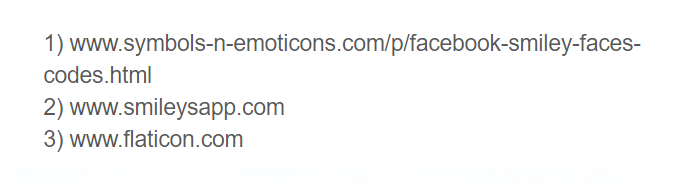 1) www.symbols-n-emoticons.com/p/facebook-smiley-faces-
codes.html
2) www.smileysapp.com
3) www.flaticon.com